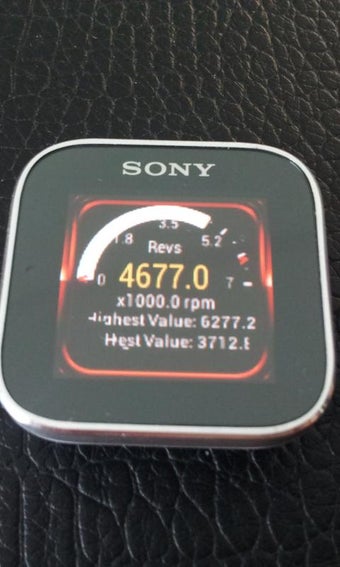 SONY
3.5
1.8 5.2
Revs
0 4677.0 7
x1000.0 rpm
Highest Value: 6277.2
Value: 3712.8